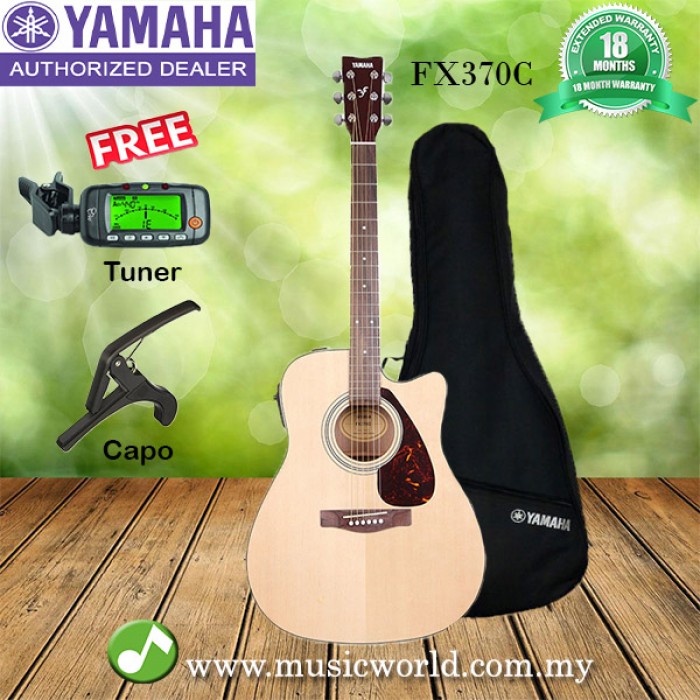 YAMAHA
AUTHORIZED DEALER
FREE
Tuner
Capo
YAMAHA
FX370C
EXTENDED WARRANTY
18
MONTHS
18 MONTH WARRANTY
YAMAHA
www.musicworld.com.my